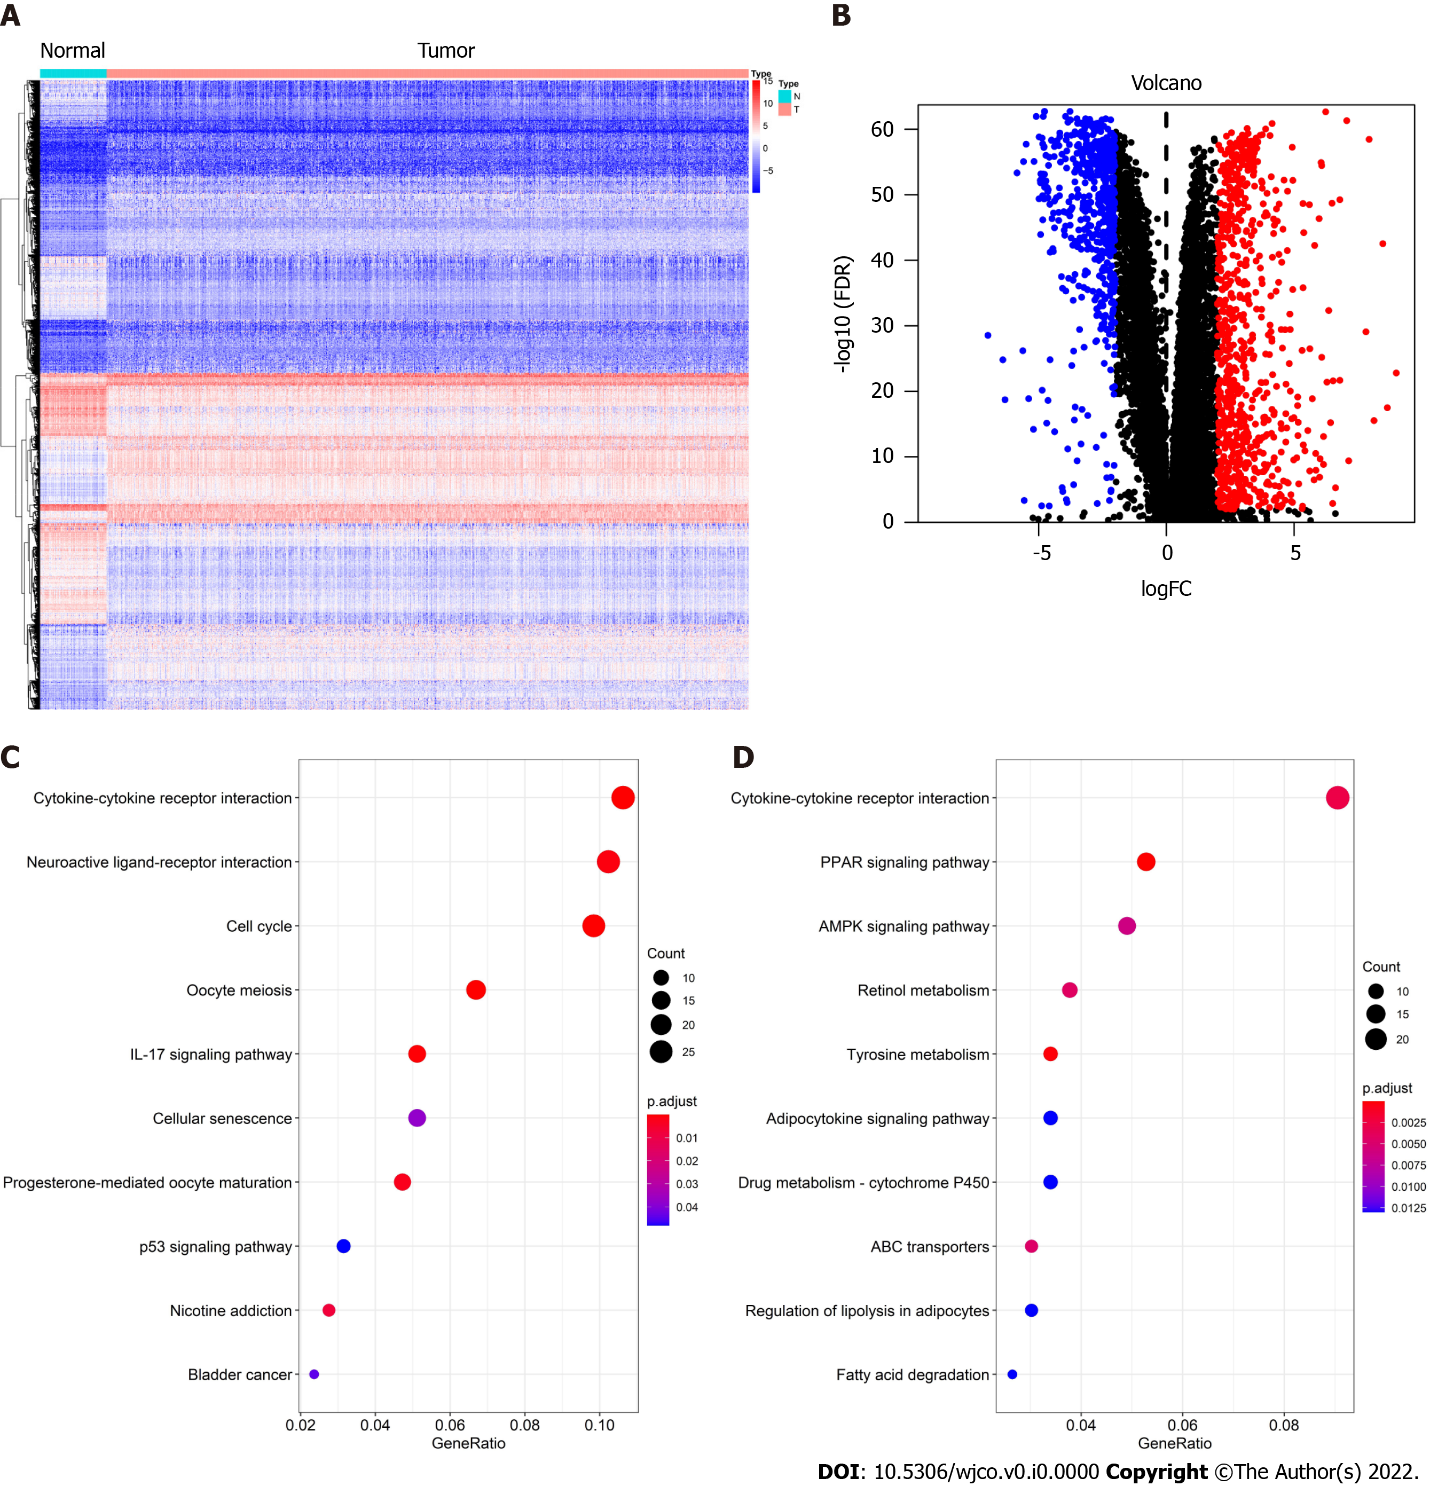 A
B
Normal
Tumor
Type
15
10
5
0
−5
Type
N
T
Volcano
60
50
40
30
20
10
0
-log10 (FDR)
-5
0
5
logFC
C
Cytokine-cytokine receptor interaction
Neuroactive ligand-receptor interaction
Cell cycle
Oocyte meiosis
IL-17 signaling pathway
Cellular senescence
Progesterone-mediated oocyte maturation
p53 signaling pathway
Nicotine addiction
Bladder cancer
0.02
0.04
0.06
0.08
0.10
GeneRatio
Count
10
15
20
25
p.adjust
0.01
0.02
0.03
0.04
D
Cytokine-cytokine receptor interaction
PPAR signaling pathway
AMPK signaling pathway
Retinol metabolism
Tyrosine metabolism
Adipocytokine signaling pathway
Drug metabolism - cytochrome P450
ABC transporters
Regulation of lipolysis in adipocytes
Fatty acid degradation
0.04
0.06
0.08
GeneRatio
Count
10
15
20
p.adjust
0.0025
0.0050
0.0075
0.0100
0.0125
DOI: 10.5306/wjco.v0.i0.0000 Copyright ©The Author(s) 2022.